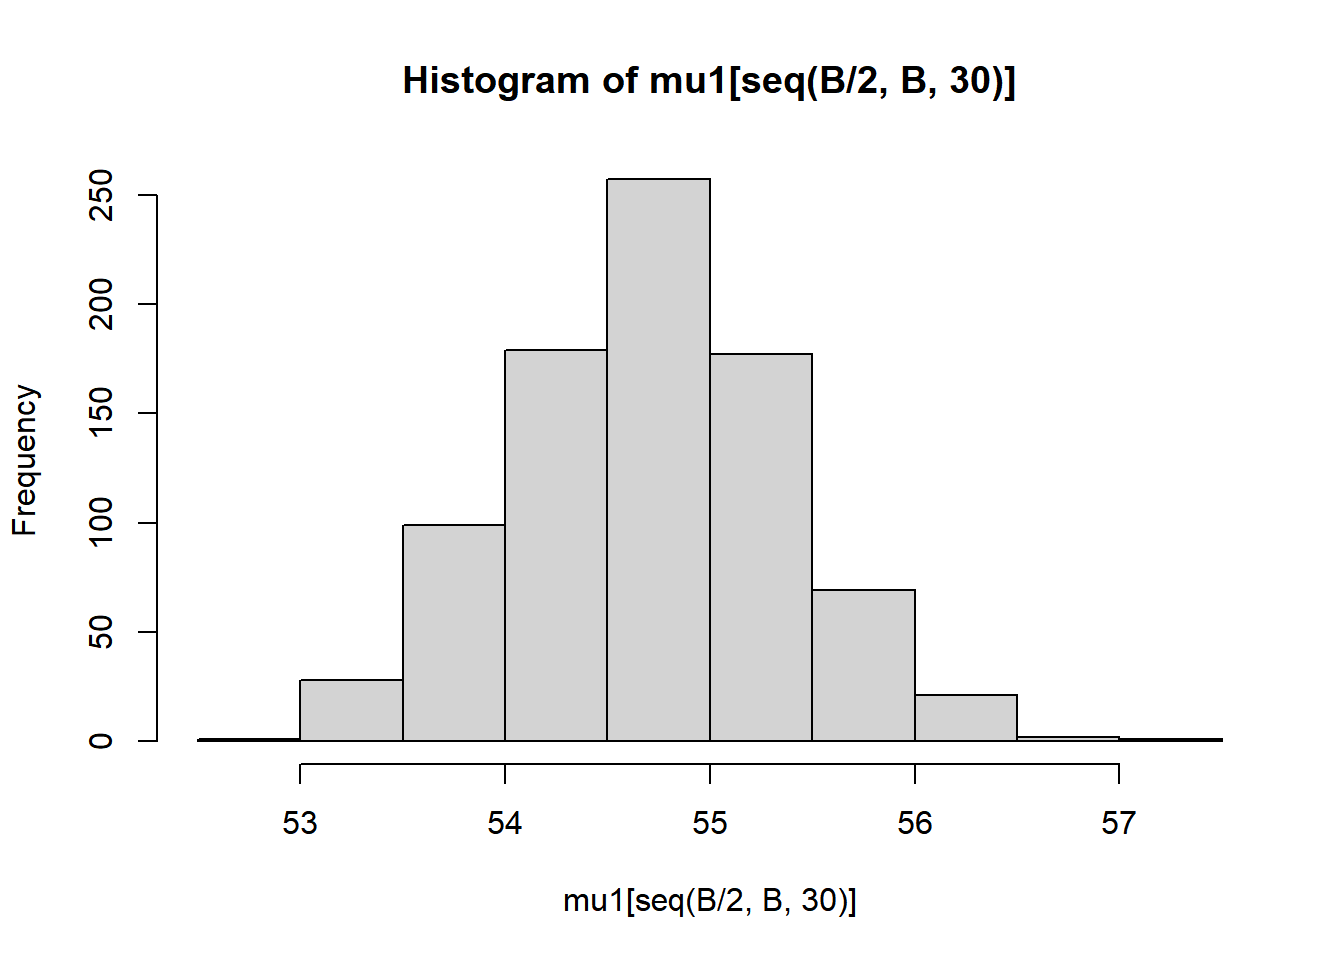 Histogram of mu1[seq(B/2, B, 30)]
Frequency
250
200
150
100
50
0
53 54 55 56 57
mu1[seq(B/2, B, 30)]